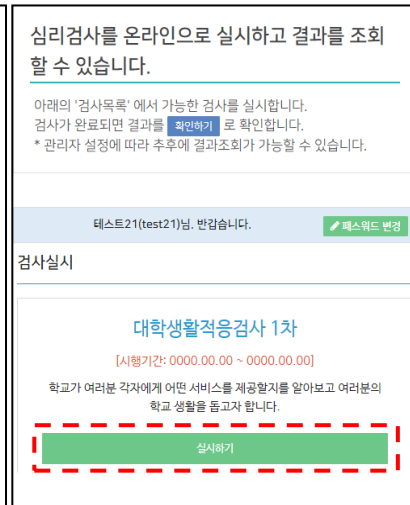 심리검사를 온라인으로 실시하고 결과를 조회
할 수 있습니다.
아래의 '검사목록' 에서 가능한 검사를 실시합니다.
검사가 완료되면 결과를 확인하기 로 확인합니다.
* 관리자 설정에 따라 추후에 결과조회가 가능할 수 있습니다.
테스트21(test21)님. 반갑습니다.
패스워드 변경
검사실시
대학생활적응검사 1차
[시행기간: 0000.00.00 ~ 0000.00.00]
학교가 여러분 각자에게 어떤 서비스를 제공할지를 알아보고 여러분의
학교 생활을 돕고자 합니다.
실시하기